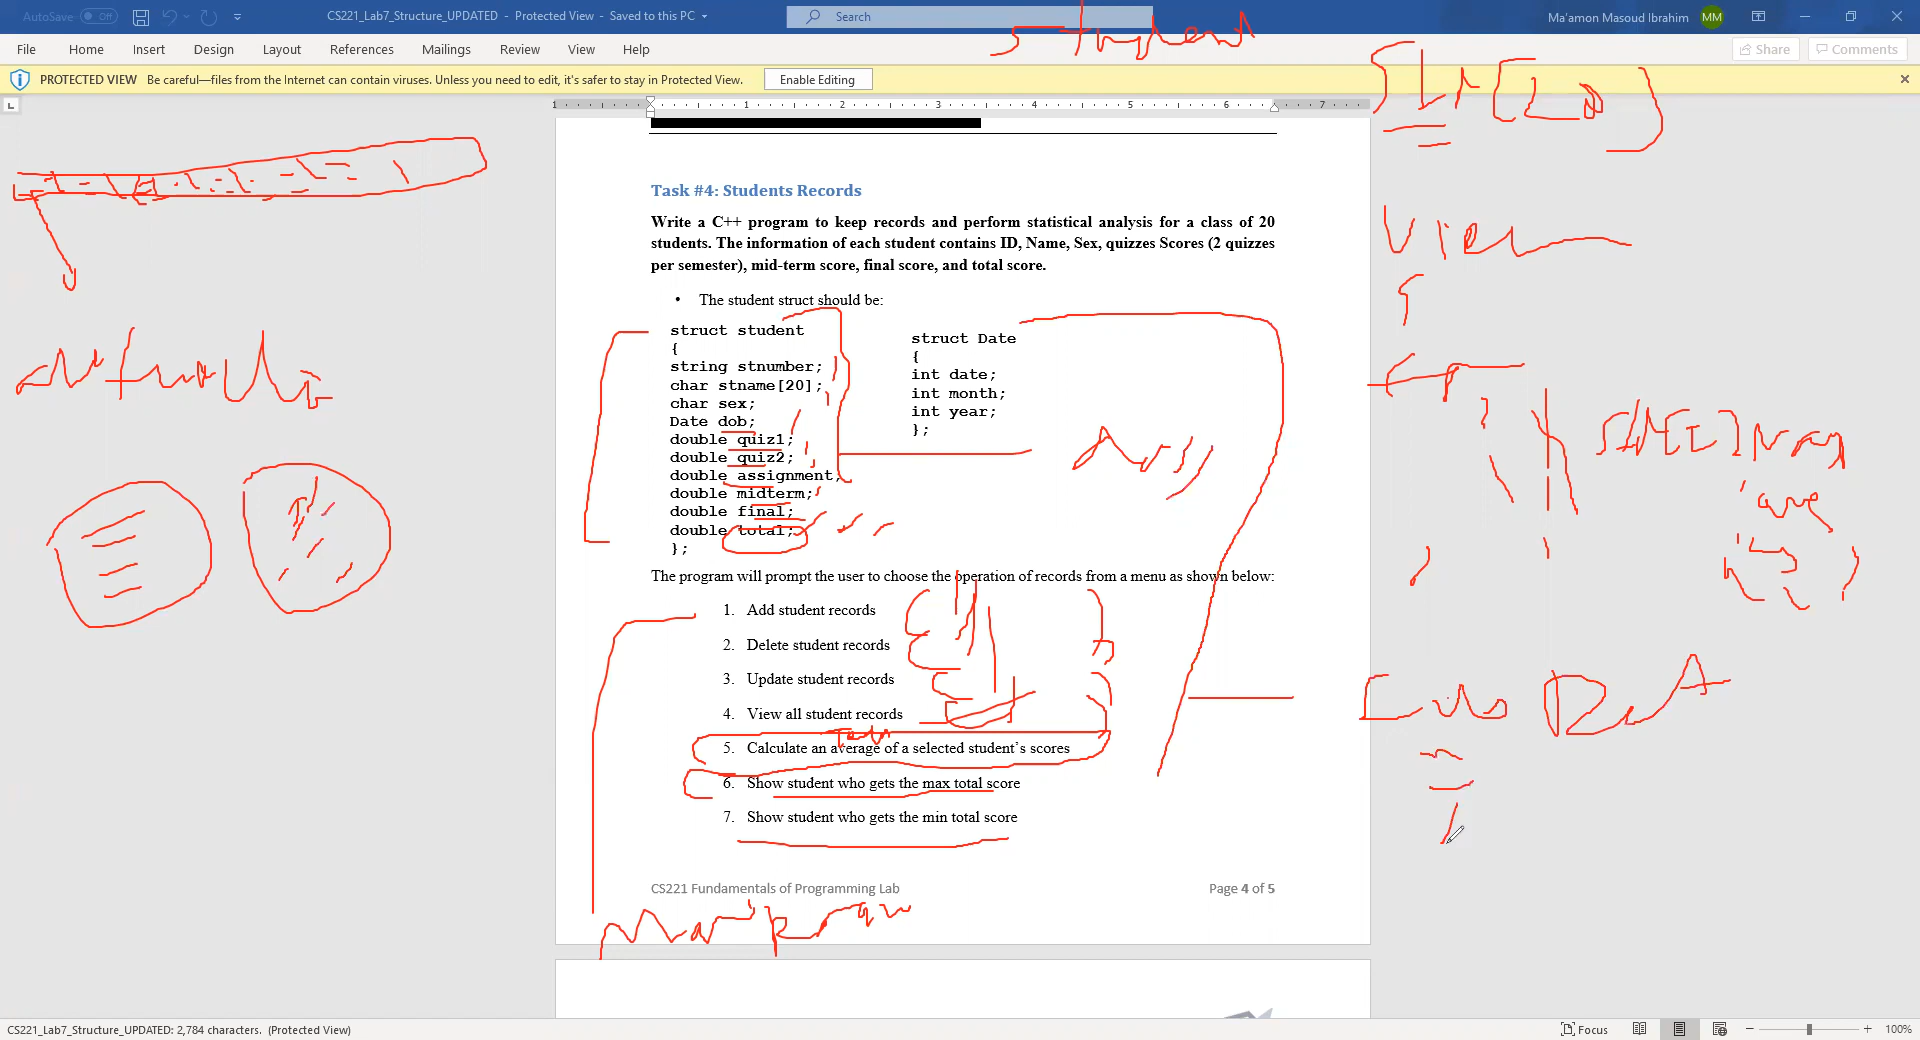 AutoSave Off
CS221_Lab7_Structure_UPDATED - Protected View - Saved to this PC
Search
Ma'amon Masoud Ibrahim MM
File Home Insert Design Layout References Mailings Review View Help
Share Comments
PROTECTED VIEW Be careful—files from the Internet can contain viruses. Unless you need to edit, it's safer to stay in Protected View. Enable Editing
1 1 2 3 4 5 6 7
Student
View
Task #4: Students Records
Write a C++ program to keep records and perform statistical analysis for a class of 20
students. The information of each student contains ID, Name, Sex, quizzes Scores (2 quizzes
per semester), mid-term score, final score, and total score.
• The student struct should be:
struct student
{
string stnumber;
char stname[20];
char sex;
Date dob;
double quiz1;
double quiz2;
double assignment;
double midterm;
double final;
double total;
};
struct Date
{
int date;
int month;
int year;
};
The program will prompt the user to choose the operation of records from a menu as shown below:
1. Add student records
2. Delete student records
3. Update student records
4. View all student records
5. Calculate an average of a selected student's scores
6. Show student who gets the max total score
7. Show student who gets the min total score
CS221 Fundamentals of Programming Lab
Page 4 of 5
CS221_Lab7_Structure_UPDATED: 2,784 characters. (Protected View)
Focus
100%